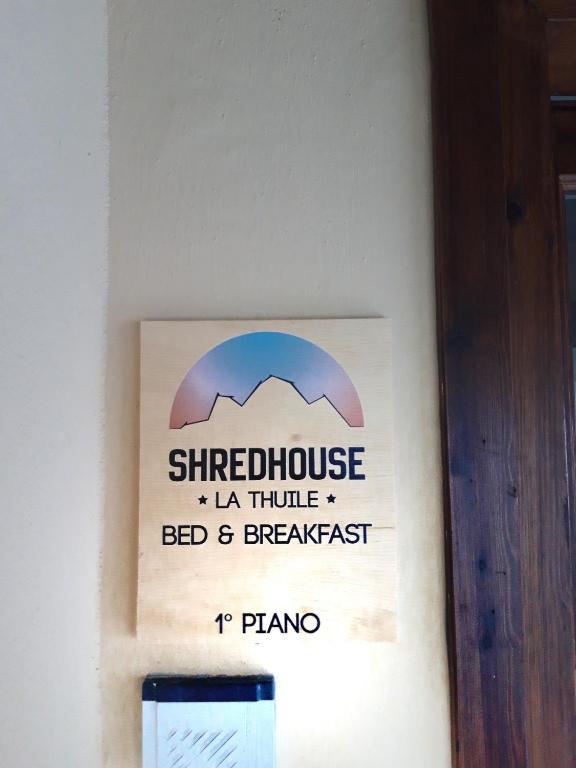 SHREDHOUSE
★ LA THUILE ★
BED & BREAKFAST
1° PIANO